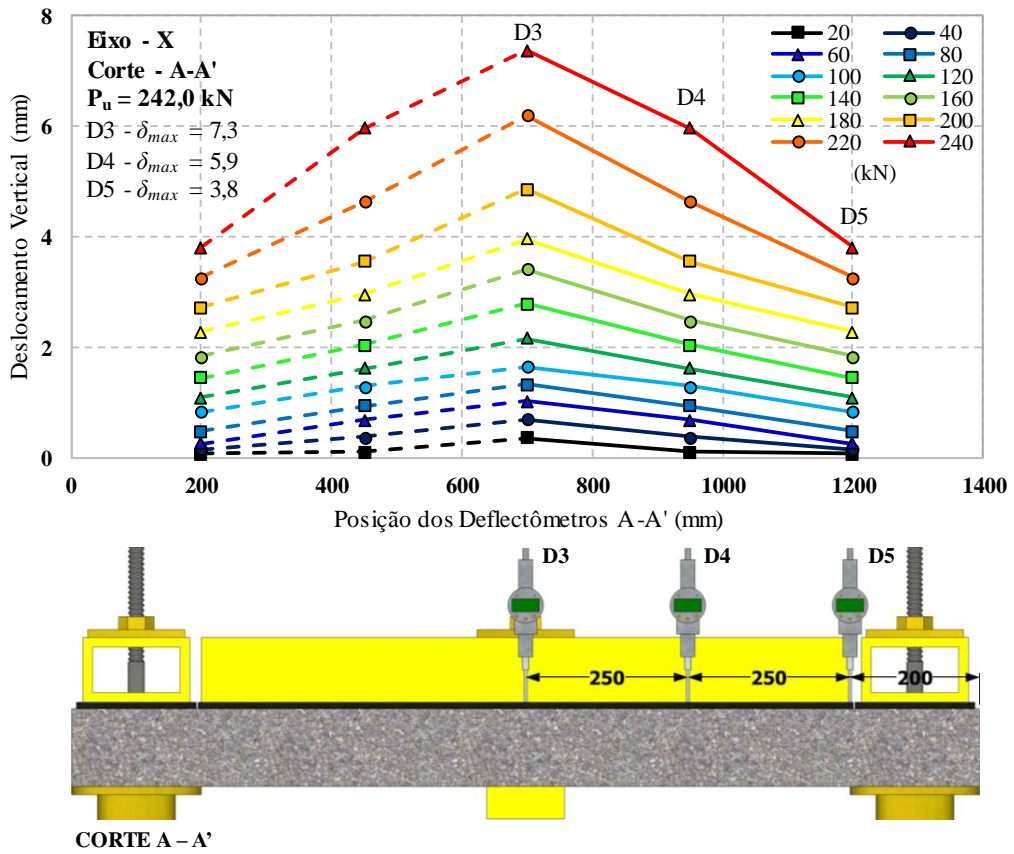 8
6
4
2
0
Deslocamento Vertical (mm)
Eixo - X
Corte - A-A'
Pu = 242,0 kN
D3 - δmax = 7,3
D4 - δmax = 5,9
D5 - δmax = 3,8
D3
D4
D5
20 40
60 80
100 120
140 160
180 200
220 240
(kN)
0 200 400 600 800 1000 1200 1400
Posição dos Deflectômetros A-A' (mm)
D3 D4 D5
250 250 200
CORTE A – A’